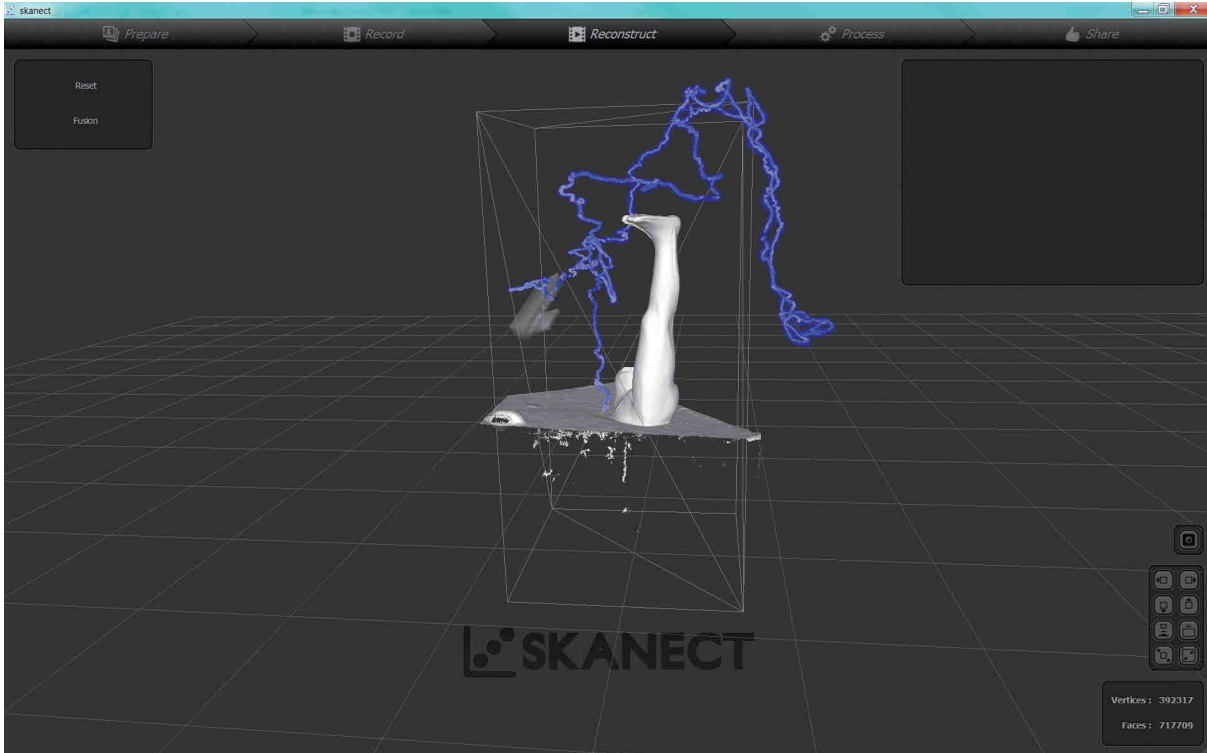 skanect
Prepare
Record
Reconstruct
Process
Share
Reset
Fusion
SKANECT
Vertices : 392317
Faces : 717709